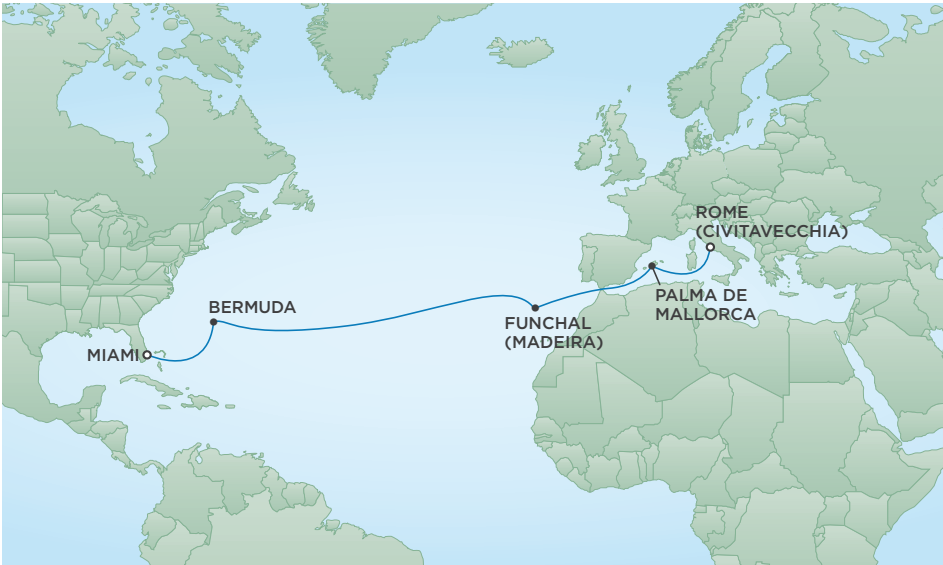 ROME
(CIVITAVECCHIA)
PALMA DE
MALLORCA
BERMUDA
FUNCHAL
(MADEIRA)
MIAMI